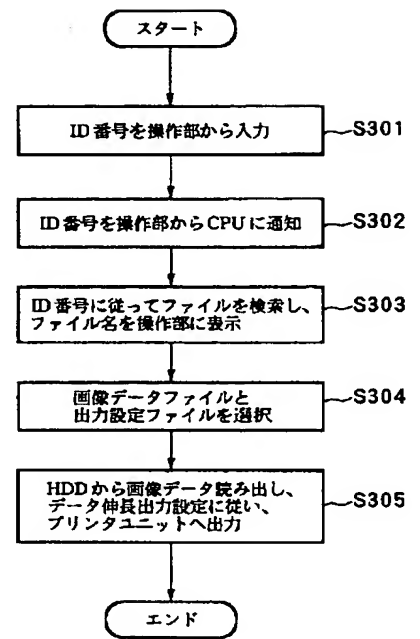 スタート
ID番号を操作部から入力
S301
ID番号を操作部からCPUに通知
S302
ID番号に従ってファイルを検索し、
ファイル名を操作部に表示
S303
画像データファイルと
出力設定ファイルを選択
S304
HDDから画像データ読み出し、
データ伸長出力設定に従い、
プリンタユニットへ出力
S305
エンド